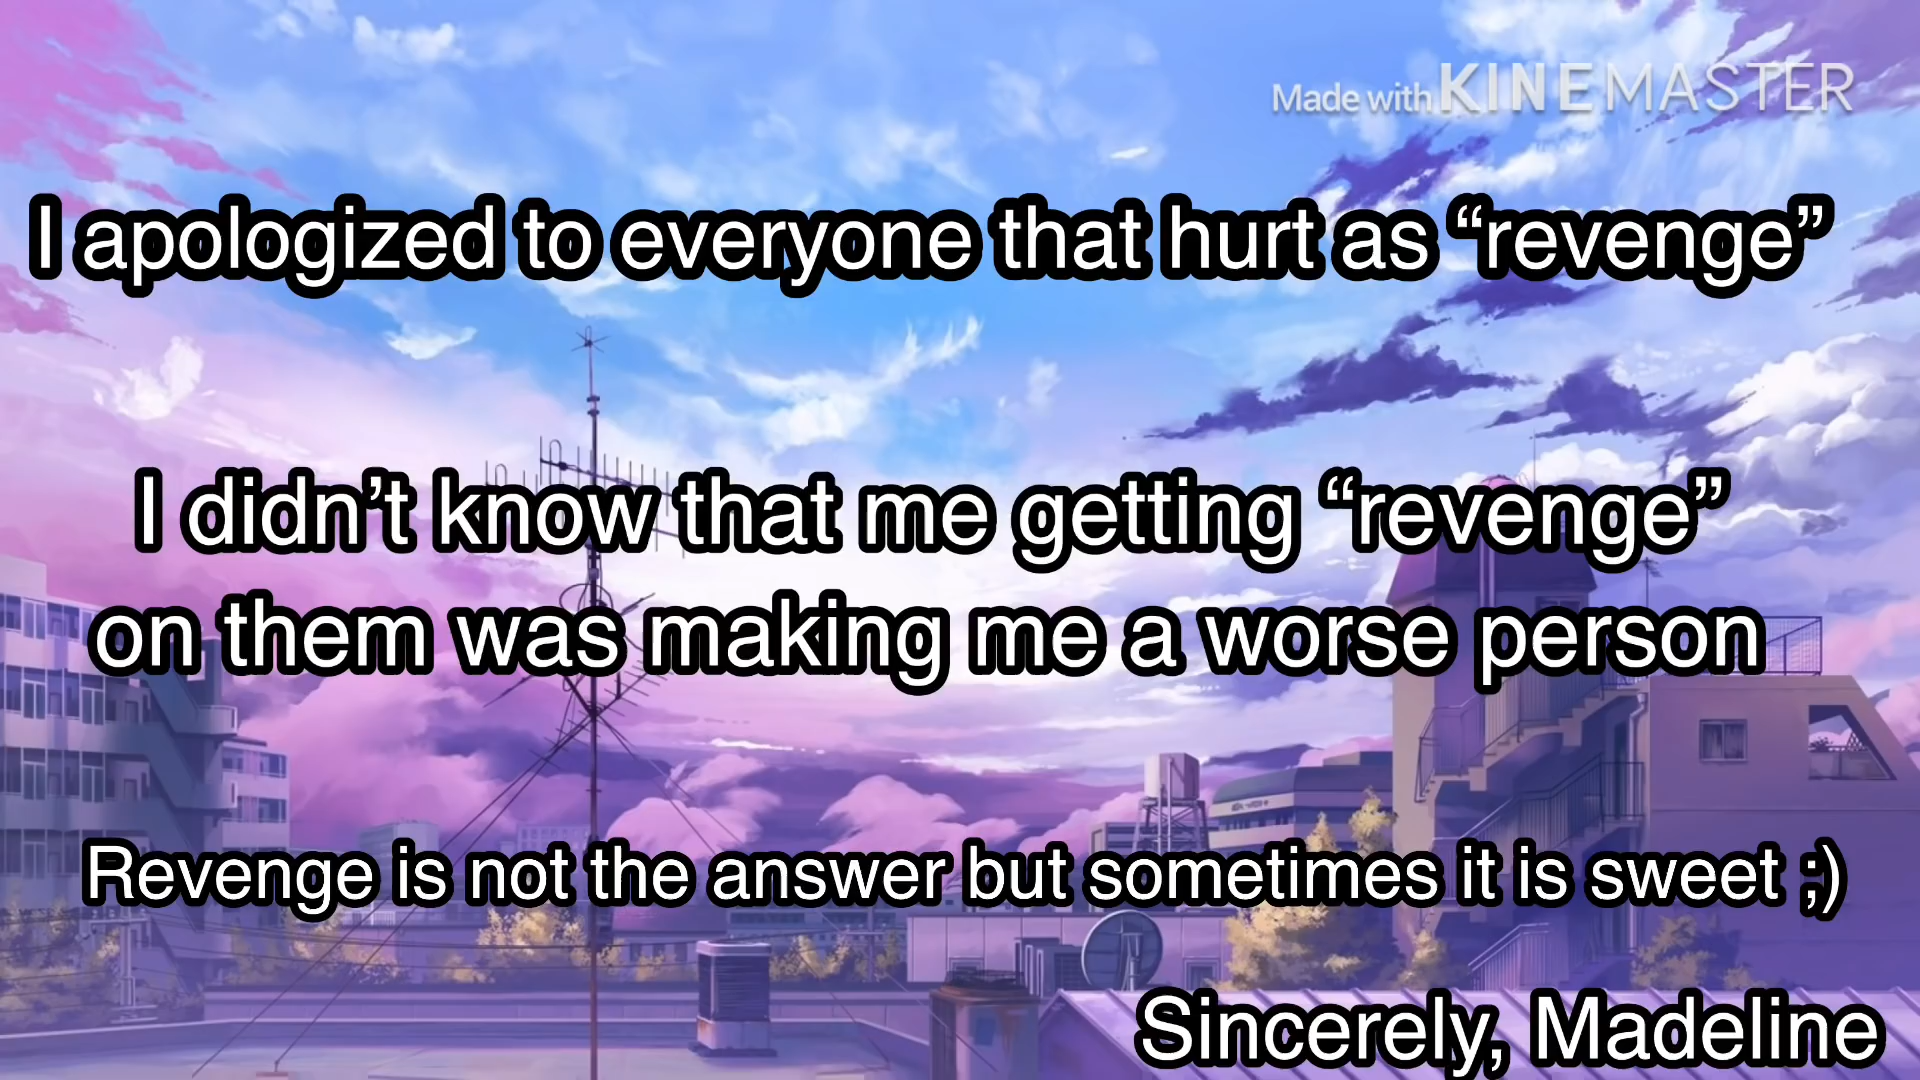 Made with KINEMASTER
I apologized to everyone that hurt as “revenge”
I didn’t know that me getting “revenge”
on them was making me a worse person
Revenge is not the answer but sometimes it is sweet ;)
Sincerely, Madeline